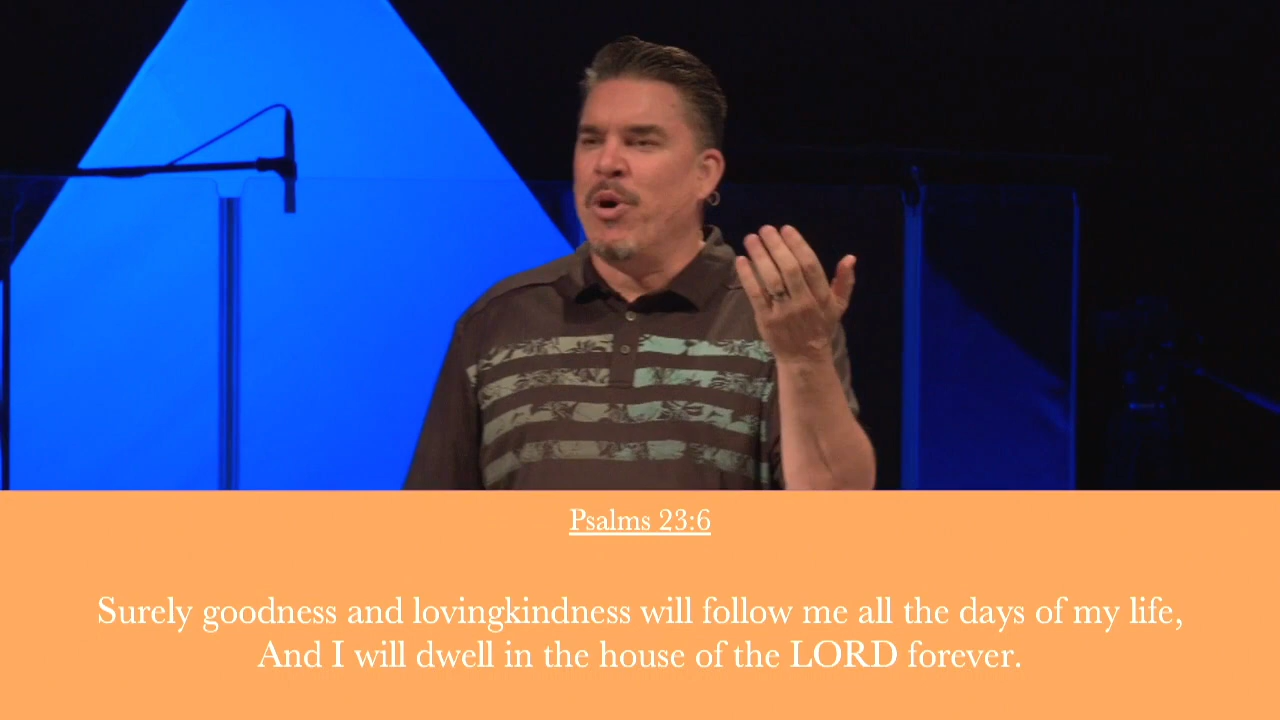 Psalms 23:6
Surely goodness and lovingkindness will follow me all the days of my life,
And I will dwell in the house of the LORD forever.